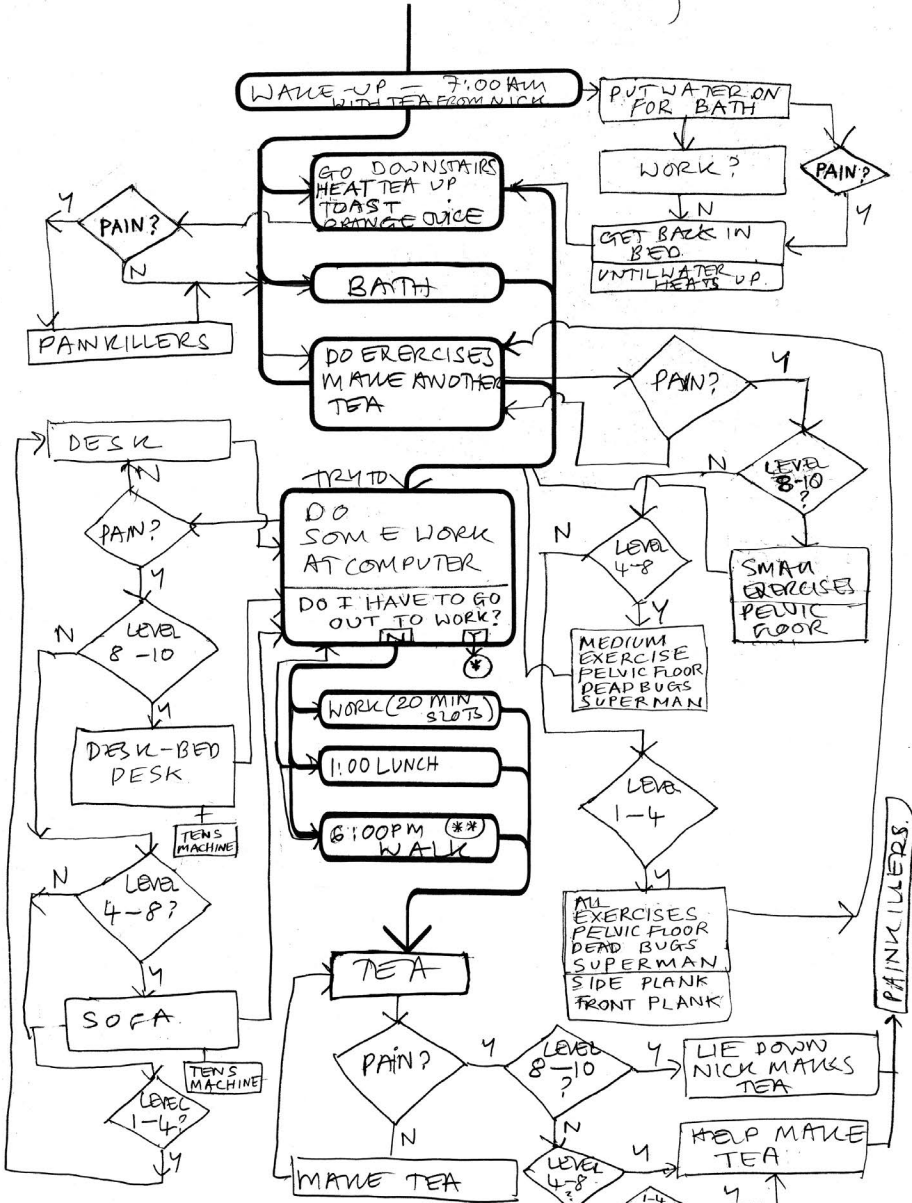 WAKE-UP = 7:00 AM
WITH TEA FROM NICK
PUT WATER ON
FOR BATH
WORK?
PAIN?
N
Y
GET BACK IN
BED
UNTIL WATER
HEATS UP.
GO DOWNSTAIRS
HEAT TEA UP
TOAST
ORANGE JUICE
Y
PAIN?
N
PAINKILLERS
BATH
DO EXERCISES
MAKE ANOTHER
TEA
PAIN?
Y
LEVEL
8-10
?
N
SMALL
EXERCISES
PELVIC
FLOOR
LEVEL
4-8
N
Y
MEDIUM
EXERCISE
PELVIC FLOOR
DEAD BUGS
SUPERMAN
LEVEL
1-4
Y
ALL
EXERCISES
PELVIC FLOOR
DEAD BUGS
SUPERMAN
SIDE PLANK
FRONT PLANK
TRY TO
DO
SOME WORK
AT COMPUTER
DO I HAVE TO GO
OUT TO WORK?
N
Y
*
DESK
N
PAIN?
Y
LEVEL
8-10
N
Y
DESK-BED
DESK
+
TENS
MACHINE
LEVEL
4-8?
N
Y
SOFA
TENS
MACHINE
LEVEL
1-4?
Y
WORK (20 MIN
SLOTS)
1:00 LUNCH
6:00PM **
WALK
TEA
PAIN?
Y
N
MAKE TEA
LEVEL
8-10
?
Y
N
LIE DOWN
NICK MAKES
TEA
LEVEL
4-8
?
Y
HELP MAKE
TEA
1-4
Y
PAINKILLERS.